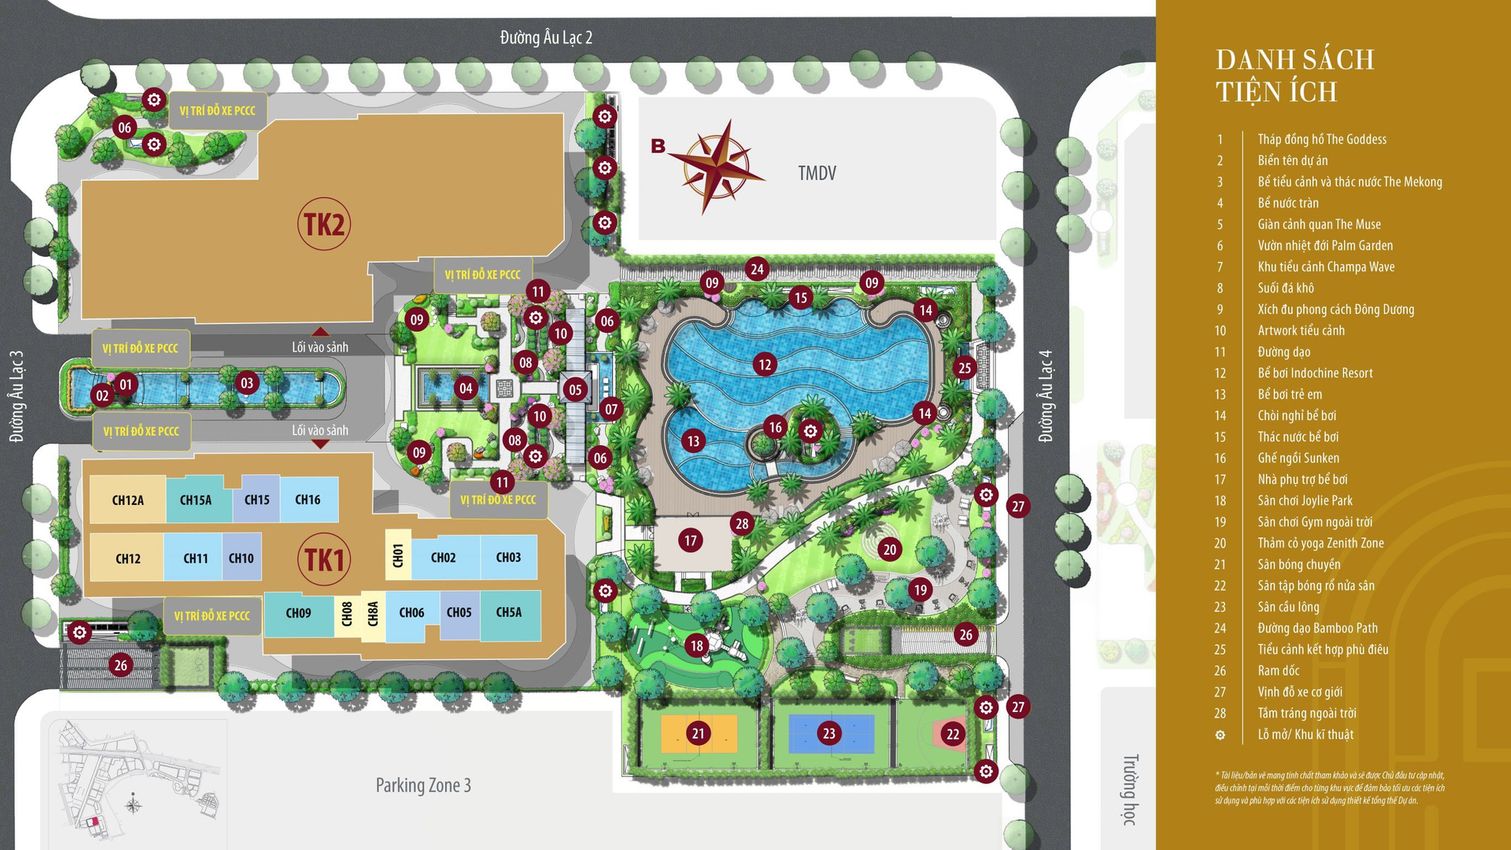 Đường Âu Lạc 2
VỊ TRÍ ĐỖ XE PCCC
06
TK2
B
TMDV
VỊ TRÍ ĐỖ XE PCCC
24
09
09
15
14
11
09
06
10
08
12
25
VỊ TRÍ ĐỖ XE PCCC
Lối vào sảnh
Đường Âu Lạc 3
02
01
03
04
05
07
10
14
Đường Âu Lạc 4
VỊ TRÍ ĐỖ XE PCCC
Lối vào sảnh
08
09
06
13
16
11
VỊ TRÍ ĐỖ XE PCCC
CH12A
CH15A
CH15
CH16
27
28
17
20
CH12
CH11
CH10
TK1
CH01
CH02
CH03
19
VỊ TRÍ ĐỖ XE PCCC
CH09
CH08
CH8A
CH06
CH05
CH5A
26
18
26
27
21
23
22
Parking Zone 3
Trường học
DANH SÁCH
TIỆN ÍCH
1 Tháp đồng hồ The Goddess
2 Biển tên dự án
3 Bể tiểu cảnh và thác nước The Mekong
4 Bể nước tràn
5 Giàn cảnh quan The Muse
6 Vườn nhiệt đới Palm Garden
7 Khu tiểu cảnh Champa Wave
8 Suối đá khô
9 Xích đu phong cách Đông Dương
10 Artwork tiểu cảnh
11 Đường dạo
12 Bể bơi Indochine Resort
13 Bể bơi trẻ em
14 Chòi nghỉ bể bơi
15 Thác nước bể bơi
16 Ghế ngồi Sunken
17 Nhà phụ trợ bể bơi
18 Sân chơi Joylie Park
19 Sân chơi Gym ngoài trời
20 Thảm cỏ yoga Zenith Zone
21 Sân bóng chuyền
22 Sân tập bóng rổ nửa sân
23 Sân cầu lông
24 Đường dạo Bamboo Path
25 Tiểu cảnh kết hợp phù điêu
26 Ram dốc
27 Vịnh đỗ xe cơ giới
28 Tắm tráng ngoài trời
Lỗ mở/ Khu kĩ thuật
* Tài liệu/bản vẽ mang tính chất tham khảo và sẽ được Chủ đầu tư cập nhật,
điều chỉnh tại mỗi thời điểm cho từng khu vực để đảm bảo tối ưu các tiện ích
sử dụng và phù hợp với các tiện ích sử dụng thiết kế tổng thể Dự án.